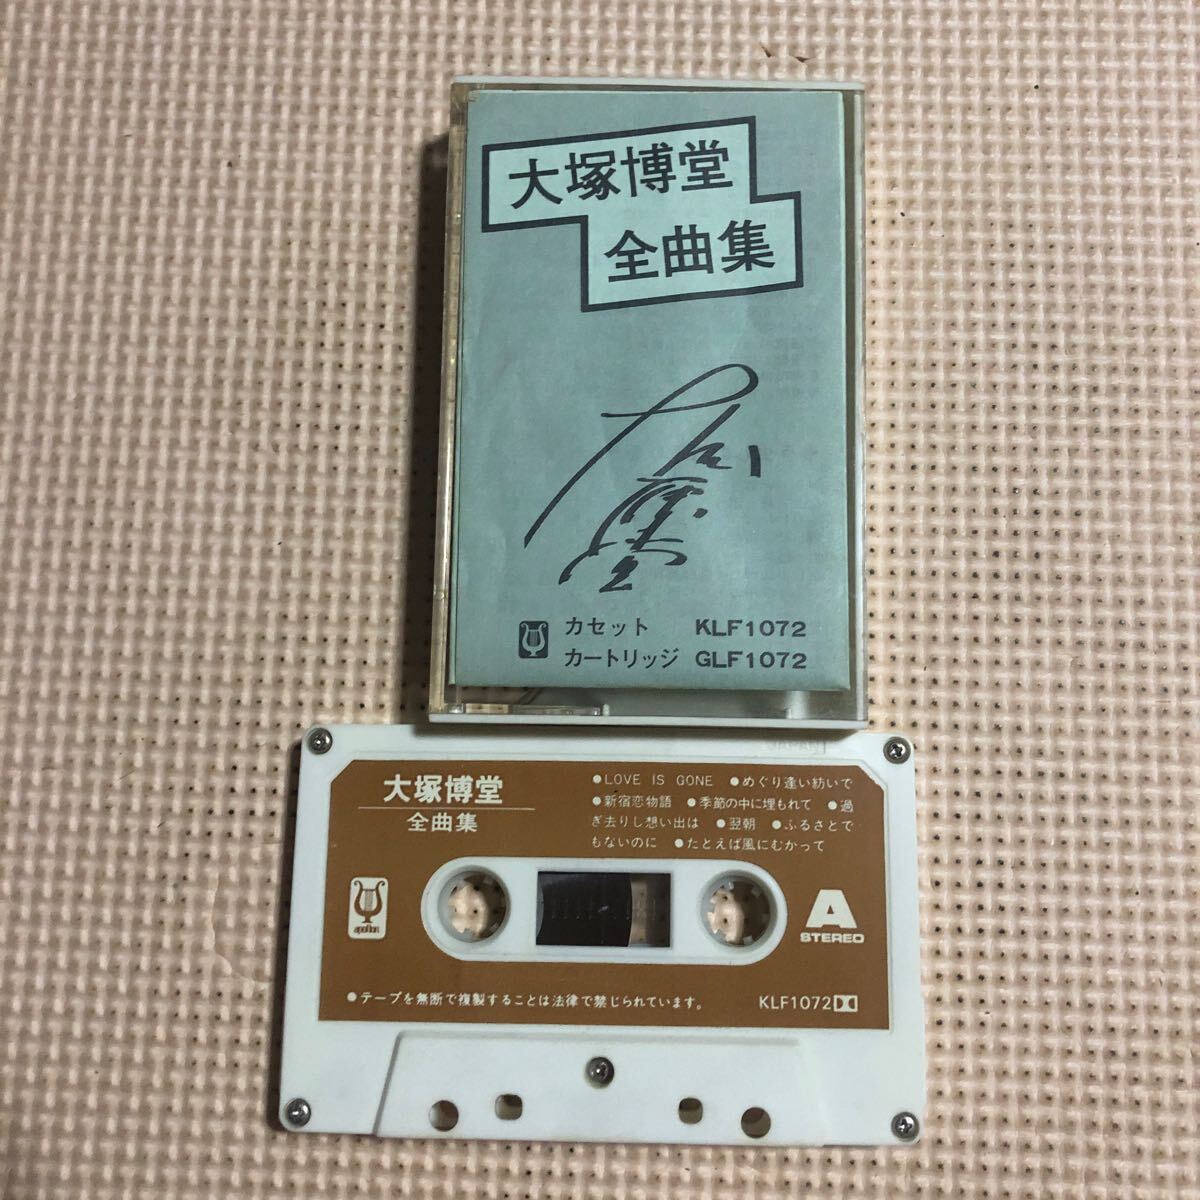 大塚博堂
全曲集
カセット KLF1072
カートリッジ GLF1072
JAPAN
大塚博堂
全曲集
●LOVE IS GONE ●めぐり逢い紡いで
●新宿恋物語 ●季節の中に埋もれて ●過
ぎ去りし想い出は ●翌朝 ●ふるさとで
もないのに ●たとえば風にむかって
apollon
A
STEREO
●テープを無断で複製することは法律で禁じられています。
KLF1072